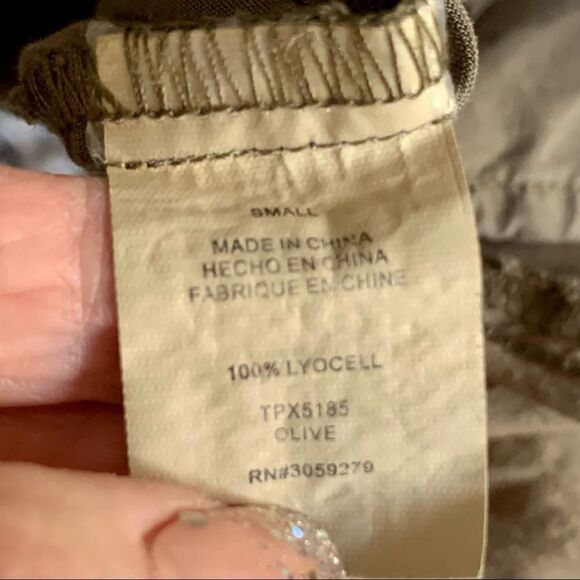 SMALL
MADE IN CHINA
HECHO EN CHINA
FABRIQUE EN CHINE
100% LYOCELL
TPX5185
OLIVE
RN#3059279